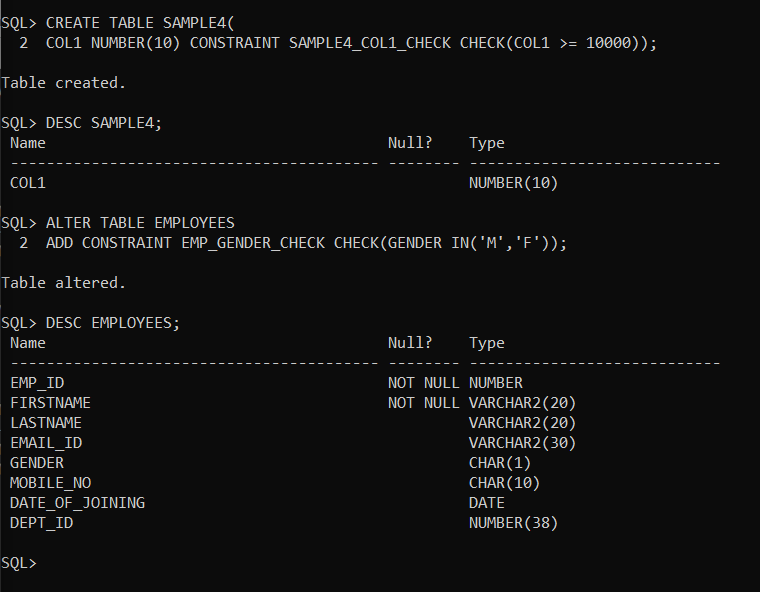 SQL> CREATE TABLE SAMPLE4(
  2  COL1 NUMBER(10) CONSTRAINT SAMPLE4_COL1_CHECK CHECK(COL1 >= 10000));
Table created.
SQL> DESC SAMPLE4;
 Name                                      Null?    Type
 ----------------------------------------- -------- ----------------------------
 COL1                                               NUMBER(10)
SQL> ALTER TABLE EMPLOYEES
  2  ADD CONSTRAINT EMP_GENDER_CHECK CHECK(GENDER IN('M','F'));
Table altered.
SQL> DESC EMPLOYEES;
 Name                                      Null?    Type
 ----------------------------------------- -------- ----------------------------
 EMP_ID                                    NOT NULL NUMBER
 FIRSTNAME                                 NOT NULL VARCHAR2(20)
 LASTNAME                                           VARCHAR2(20)
 EMAIL_ID                                           VARCHAR2(30)
 GENDER                                             CHAR(1)
 MOBILE_NO                                          CHAR(10)
 DATE_OF_JOINING                                    DATE
 DEPT_ID                                            NUMBER(38)
SQL>